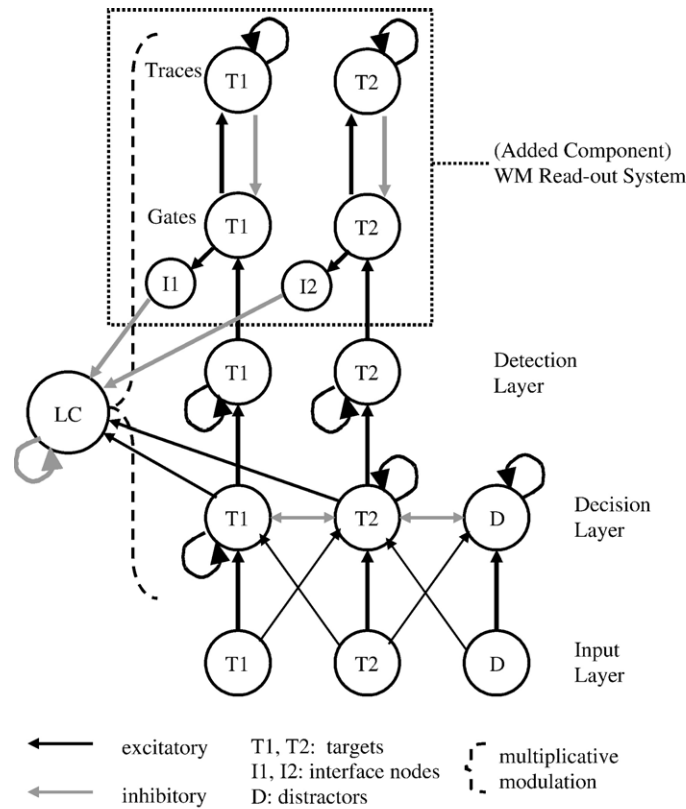 Traces
T1
T2
(Added Component)
WM Read-out System
Gates
T1
T2
I1
I2
T1
T2
Detection
Layer
LC
T1
T2
D
Decision
Layer
T1
T2
D
Input
Layer
excitatory
T1, T2: targets
I1, I2: interface nodes
multiplicative
inhibitory
D: distractors
modulation